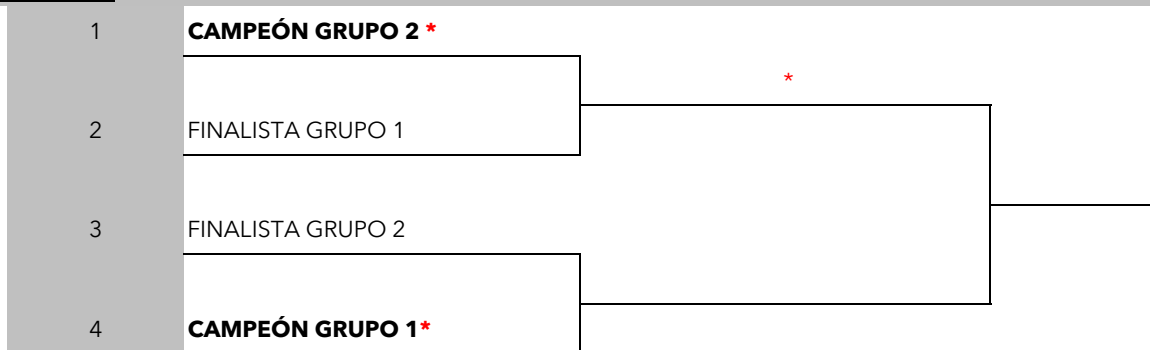 1 CAMPEÓN GRUPO 2 *
*
2 FINALISTA GRUPO 1
3 FINALISTA GRUPO 2
4 CAMPEÓN GRUPO 1*